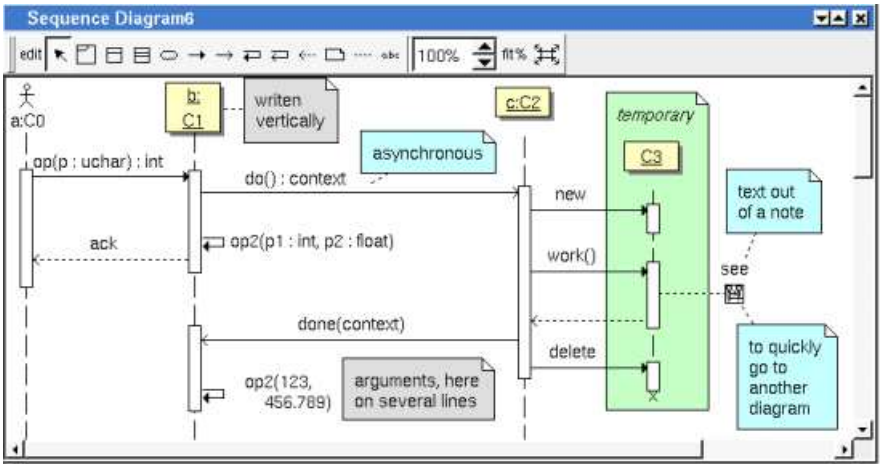 Sequence Diagram6
edit
abc
100%
fit%
a:C0
b:
C1
writen
vertically
c:C2
temporary
C3
asynchronous
op(p : uchar) : int
do() : context
new
text out
of a note
ack
op2(p1 : int, p2 : float)
work()
see
done(context)
delete
to quickly
go to
another
diagram
op2(123,
456.789)
arguments, here
on several lines